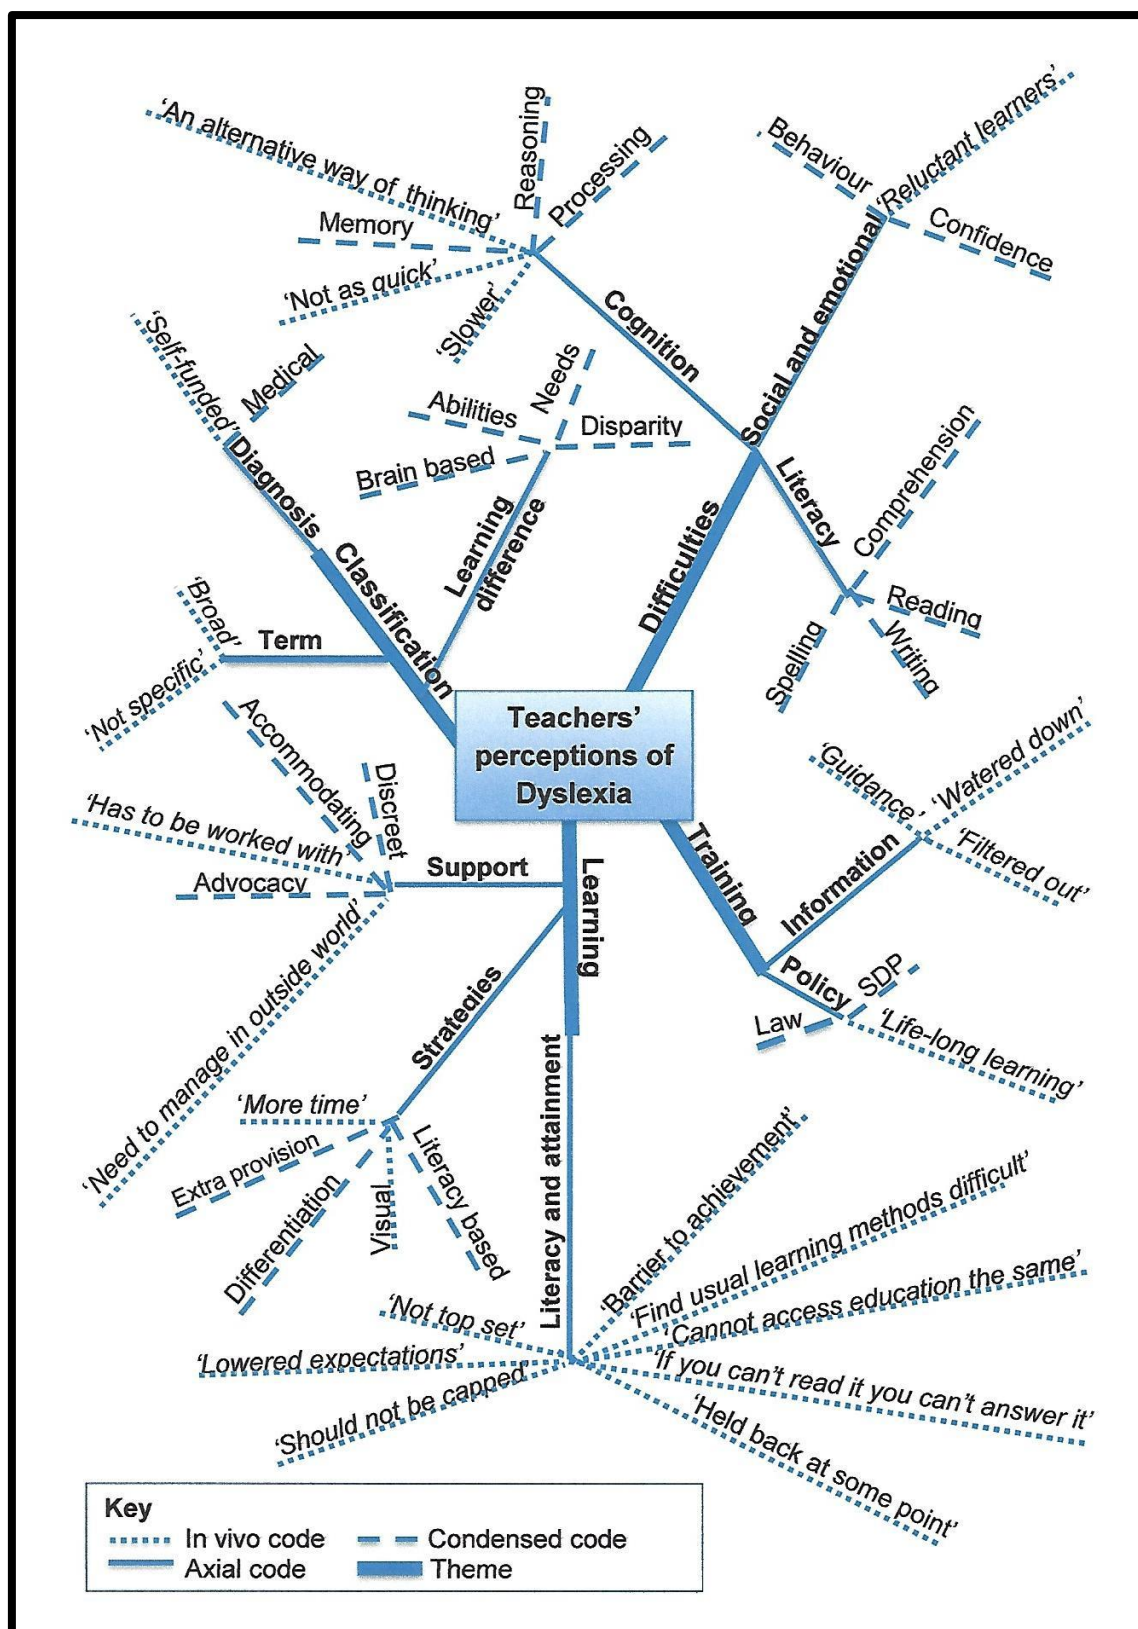 'An alternative way of thinking'
Reasoning
Processing
Memory
'Not as quick'
'Slower'
Cognition
Behaviour
'Reluctant learners'
Confidence
Social and emotional
'Self-funded'
Medical
Diagnosis
Abilities
Needs
Disparity
Brain based
Learning
difference
Classification
Difficulties
Literacy
Comprehension
Reading
Writing
Spelling
'Broad'
Term
'Not specific'
Teachers'
perceptions of
Dyslexia
Accommodating
Discreet
'Has to be worked with'
Advocacy
Support
'Need to manage in outside world'
Learning
Training
'Guidance'
'Watered down'
'Filtered out'
Information
Policy
SDP
Law
'Life-long learning'
Strategies
'More time'
Extra provision
Differentiation
Visual
Literacy based
Literacy and attainment
'Barrier to achievement'
'Find usual learning methods difficult'
'Cannot access education the same'
'If you can't read it you can't answer it'
'Held back at some point'
'Not top set'
'Lowered expectations'
'Should not be capped'
Key
In vivo code
Condensed code
Axial code
Theme